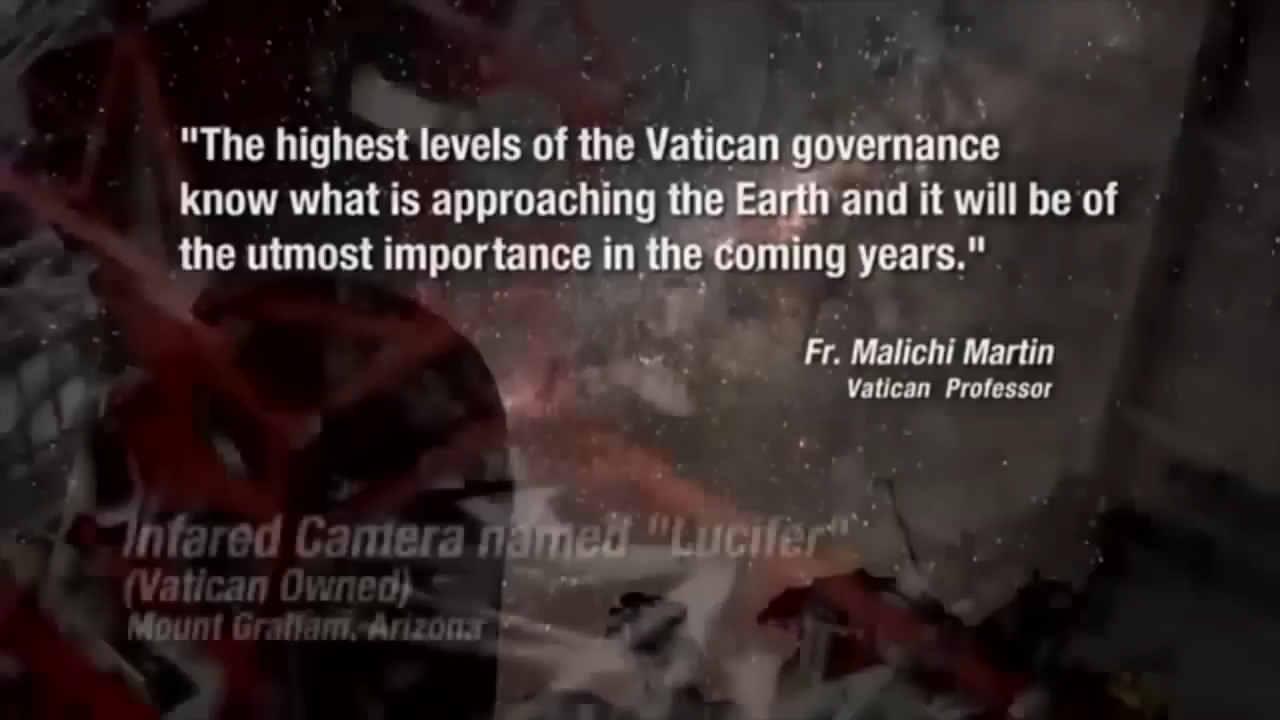 "The highest levels of the Vatican governance
know what is approaching the Earth and it will be of
the utmost importance in the coming years."
Fr. Malichi Martin
Vatican Professor
Infared Camera named "Lucifer"
(Vatican Owned)
Mount Graham, Arizona